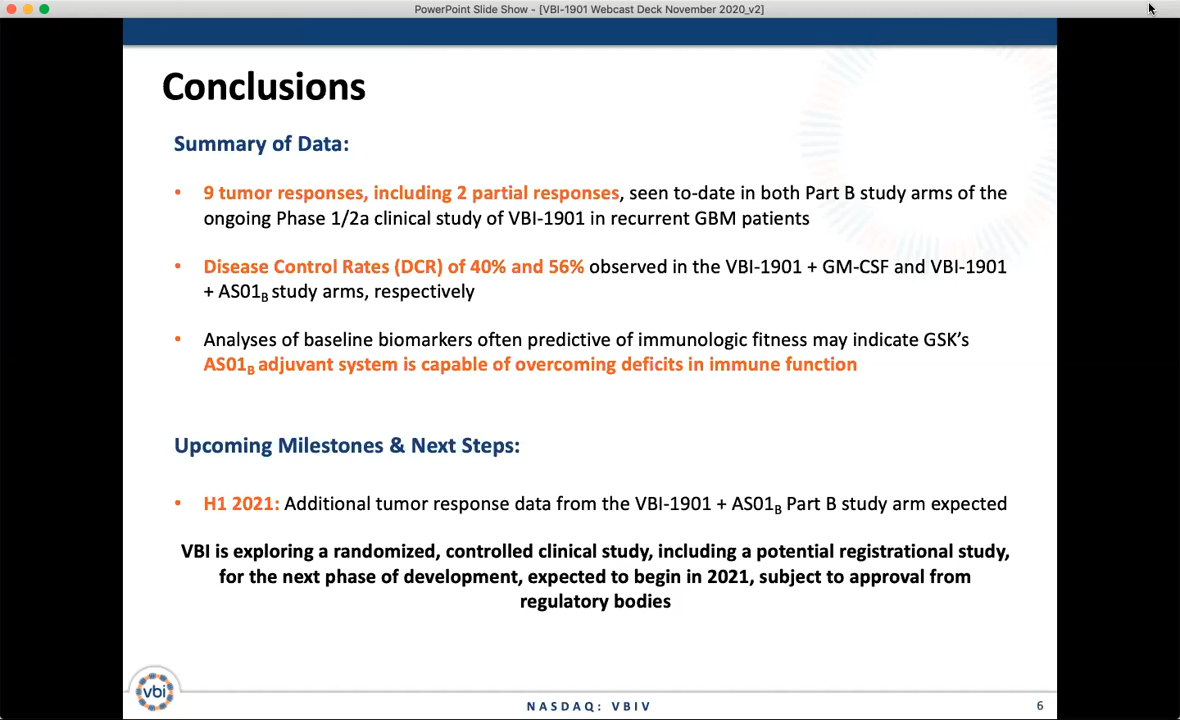 PowerPoint Slide Show - [VBI-1901 Webcast Deck November 2020_v2]
Conclusions
Summary of Data:
• 9 tumor responses, including 2 partial responses, seen to-date in both Part B study arms of the
ongoing Phase 1/2a clinical study of VBI-1901 in recurrent GBM patients
• Disease Control Rates (DCR) of 40% and 56% observed in the VBI-1901 + GM-CSF and VBI-1901
+ AS01B study arms, respectively
• Analyses of baseline biomarkers often predictive of immunologic fitness may indicate GSK’s
AS01B adjuvant system is capable of overcoming deficits in immune function
Upcoming Milestones & Next Steps:
• H1 2021: Additional tumor response data from the VBI-1901 + AS01B Part B study arm expected
VBI is exploring a randomized, controlled clinical study, including a potential registrational study,
for the next phase of development, expected to begin in 2021, subject to approval from
regulatory bodies
vbi
NASDAQ: VBIV
6